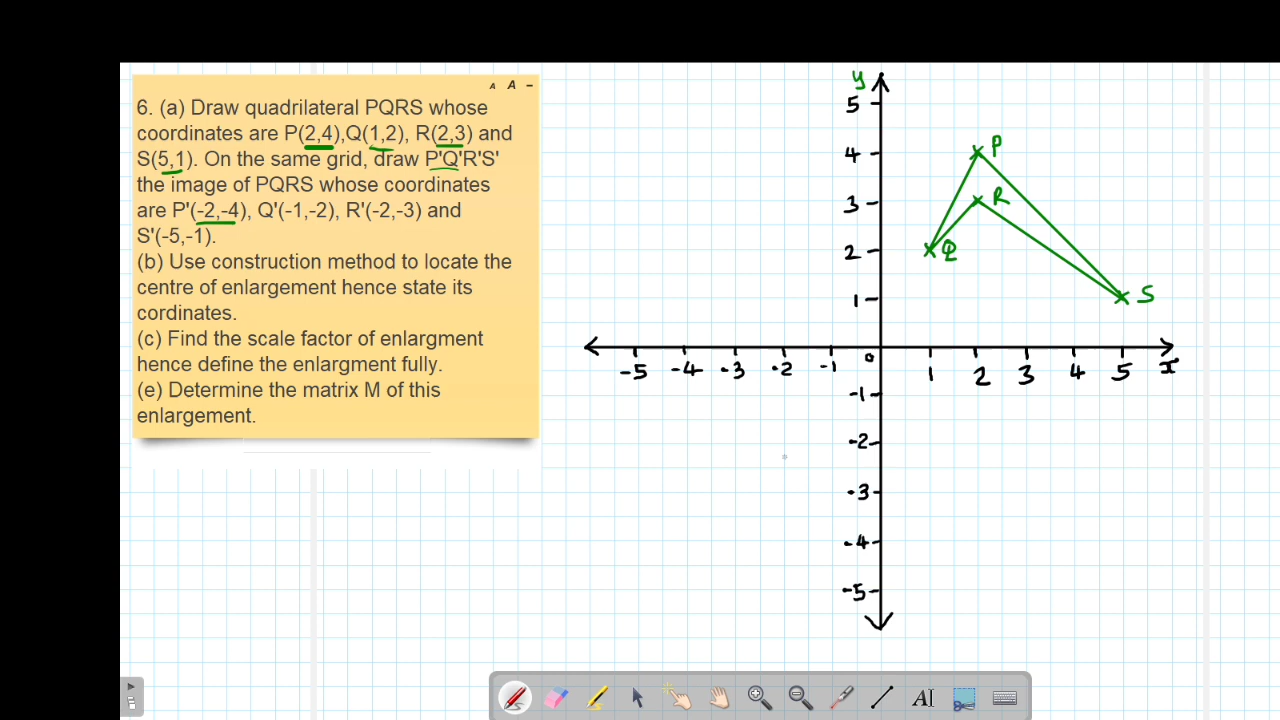 A A –
6. (a) Draw quadrilateral PQRS whose
coordinates are P(2,4),Q(1,2), R(2,3) and
S(5,1). On the same grid, draw P'Q'R'S'
the image of PQRS whose coordinates
are P'(-2,-4), Q'(-1,-2), R'(-2,-3) and
S'(-5,-1).
(b) Use construction method to locate the
centre of enlargement hence state its
cordinates.
(c) Find the scale factor of enlargment
hence define the enlargment fully.
(e) Determine the matrix M of this
enlargement.
y
5
4
3
2
1
P
R
Q
S
-5 -4 -3 -2 -1 0 1 2 3 4 5 x
-1
-2
-3
-4
-5
AI